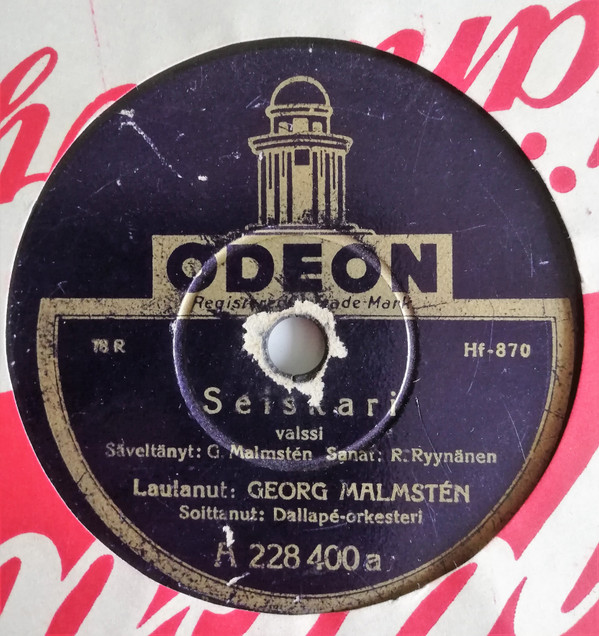 ODEON
Registered Trade-Mark
78 R
Hf-870
Seiskari
valssi
Säveltänyt: G. Malmstén Sanat: R. Ryynänen
Laulanut: GEORG MALMSTÉN
Soittanut: Dallapé-orkesteri
A 228 400 a